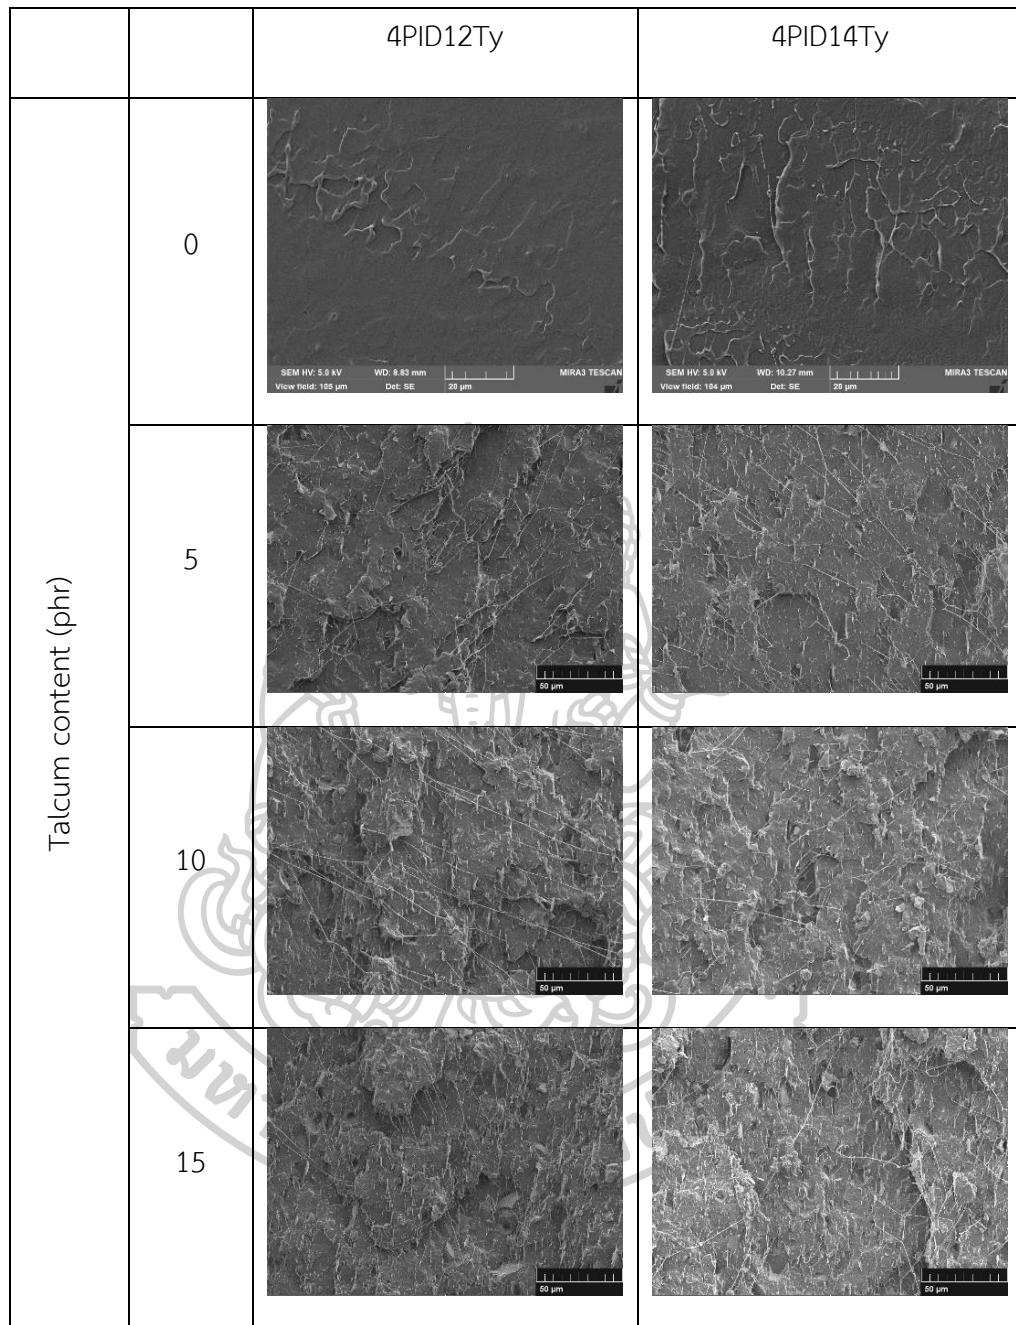 4PID12Ty 4PID14Ty
Talcum content (phr)
0
SEM HV: 5.0 kV WD: 8.83 mm MIRA3 TESCAN
View field: 105 μm Det: SE 20 μm
SEM HV: 5.0 kV WD: 10.27 mm MIRA3 TESCAN
View field: 104 μm Det: SE 20 μm
5
50 μm
50 μm
10
50 μm
50 μm
15
50 μm
50 μm